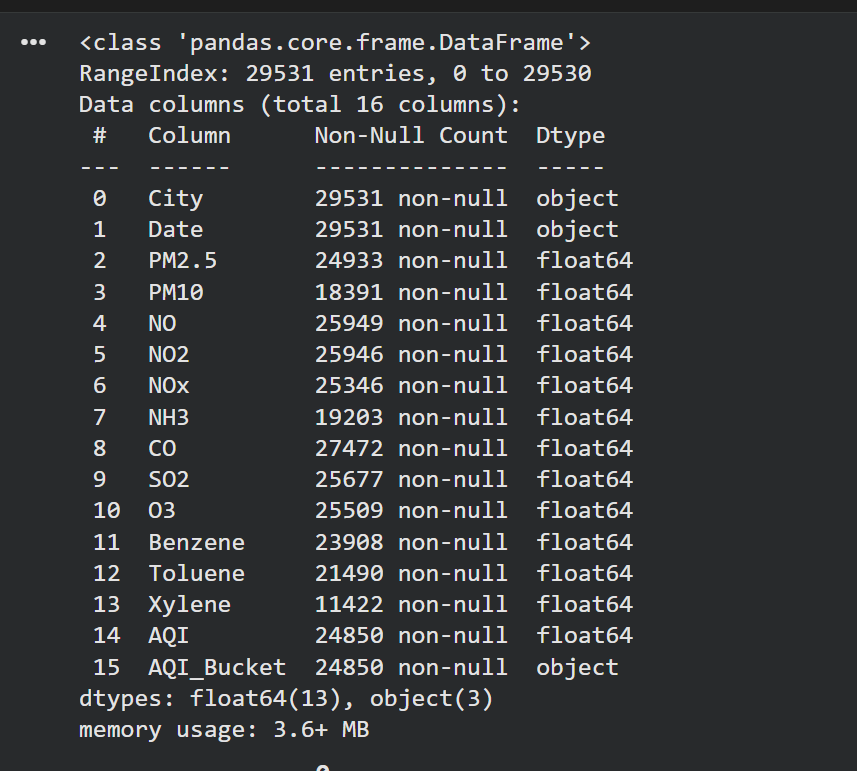 <class 'pandas.core.frame.DataFrame'>
RangeIndex: 29531 entries, 0 to 29530
Data columns (total 16 columns):
 #   Column      Non-Null Count  Dtype
---  ------      --------------  -----
 0   City        29531 non-null  object
 1   Date        29531 non-null  object
 2   PM2.5       24933 non-null  float64
 3   PM10        18391 non-null  float64
 4   NO          25949 non-null  float64
 5   NO2         25946 non-null  float64
 6   NOx         25346 non-null  float64
 7   NH3         19203 non-null  float64
 8   CO          27472 non-null  float64
 9   SO2         25677 non-null  float64
 10  O3          25509 non-null  float64
 11  Benzene     23908 non-null  float64
 12  Toluene     21490 non-null  float64
 13  Xylene      11422 non-null  float64
 14  AQI         24850 non-null  float64
 15  AQI_Bucket  24850 non-null  object
dtypes: float64(13), object(3)
memory usage: 3.6+ MB